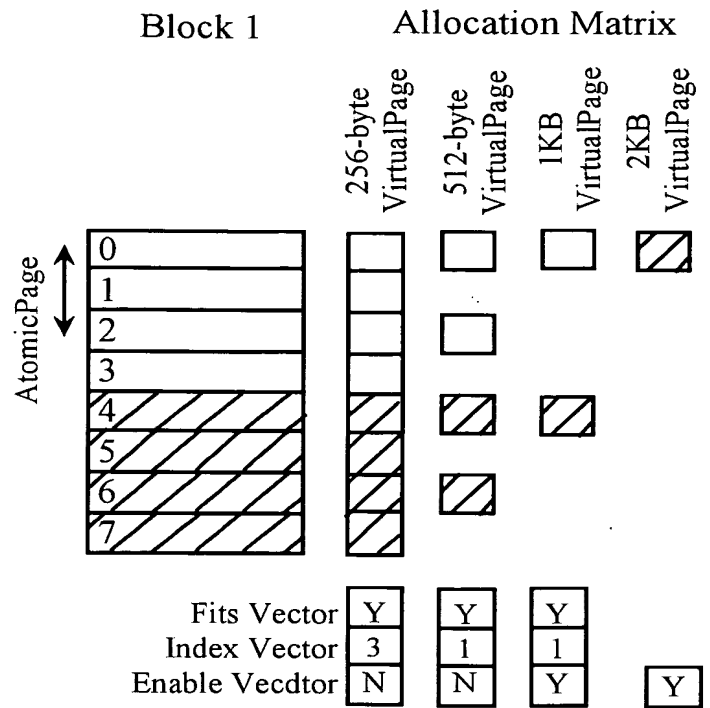 Block 1
Allocation Matrix
256-byte
VirtualPage
512-byte
VirtualPage
1KB
VirtualPage
2KB
VirtualPage
AtomicPage
0
1
2
3
4
5
6
7
Fits Vector Y Y Y
Index Vector 3 1 1
Enable Vecdtor N N Y Y